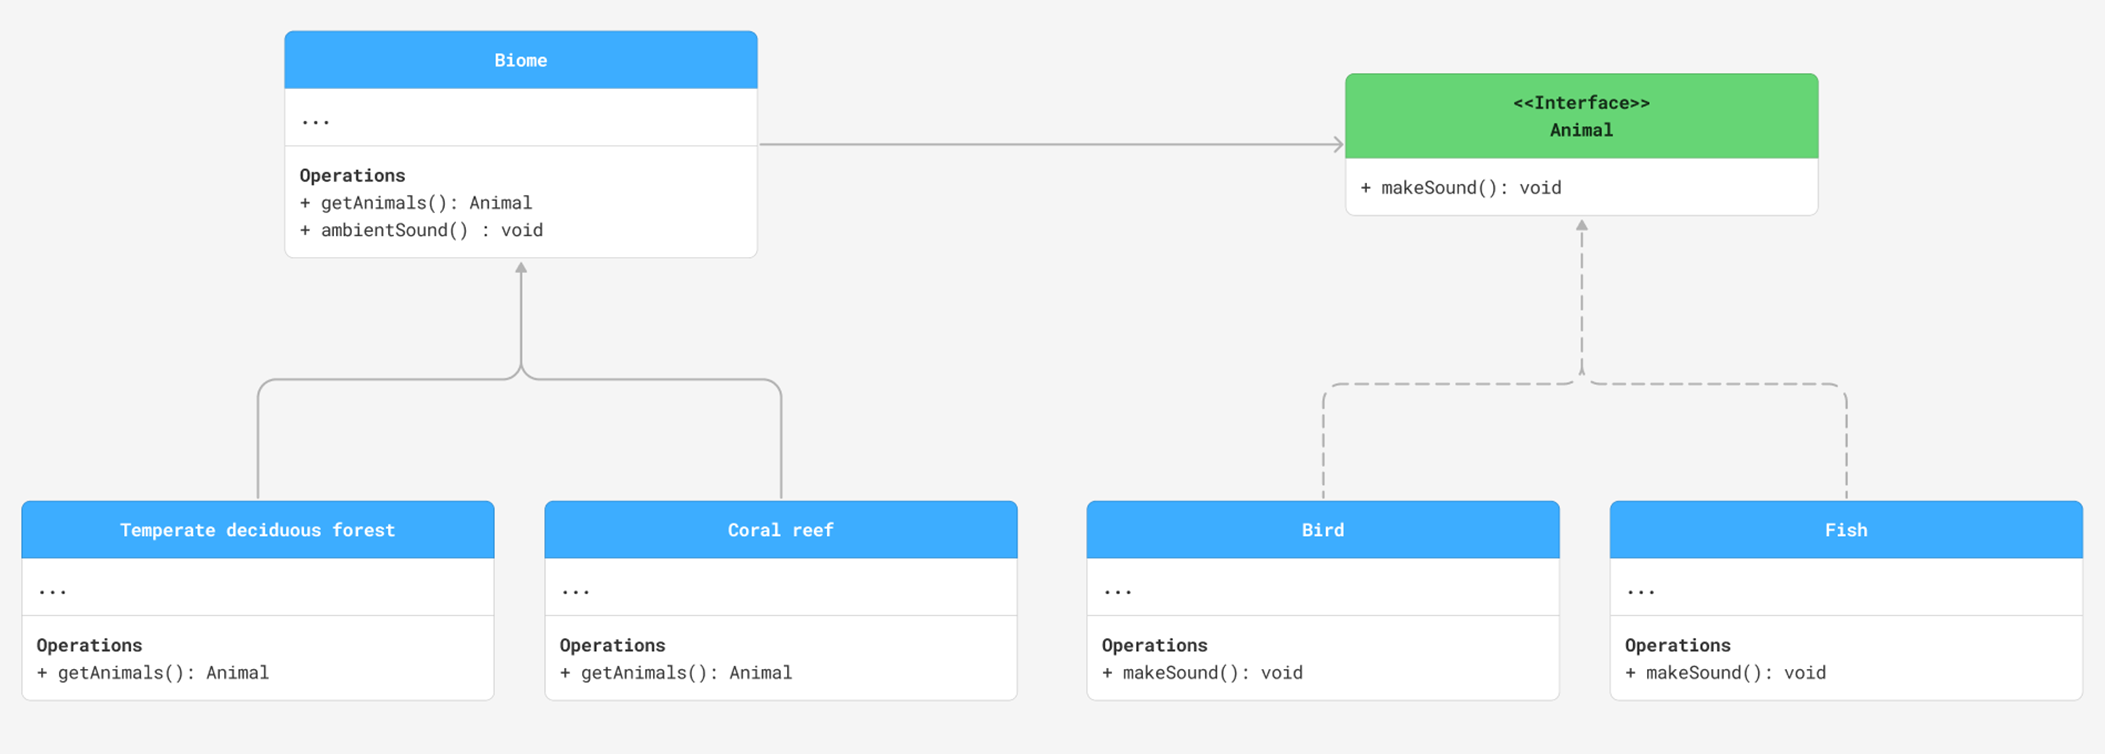 Biome
...
Operations
+ getAnimals(): Animal
+ ambientSound() : void
<<Interface>>
Animal
+ makeSound(): void
Temperate deciduous forest
...
Operations
+ getAnimals(): Animal
Coral reef
...
Operations
+ getAnimals(): Animal
Bird
...
Operations
+ makeSound(): void
Fish
...
Operations
+ makeSound(): void